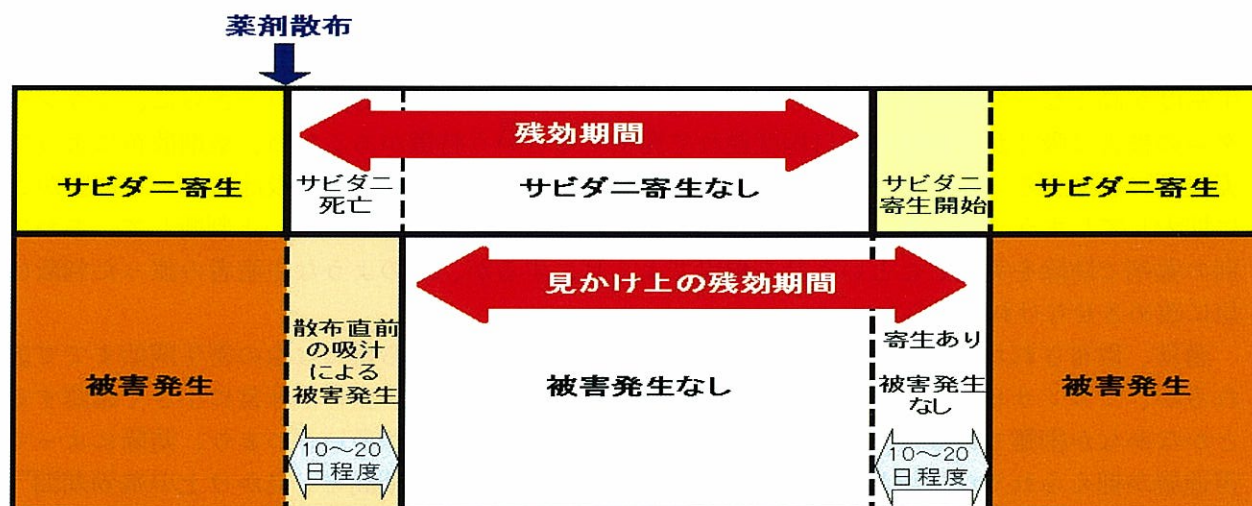 薬剤散布
残効期間
サビダニ寄生
サビダニ
死亡
サビダニ寄生なし
サビダニ
寄生開始
サビダニ寄生
見かけ上の残効期間
被害発生
散布直前
の吸汁
による
被害発生
10～20
日程度
被害発生なし
寄生あり
被害発生
なし
10～20
日程度
被害発生